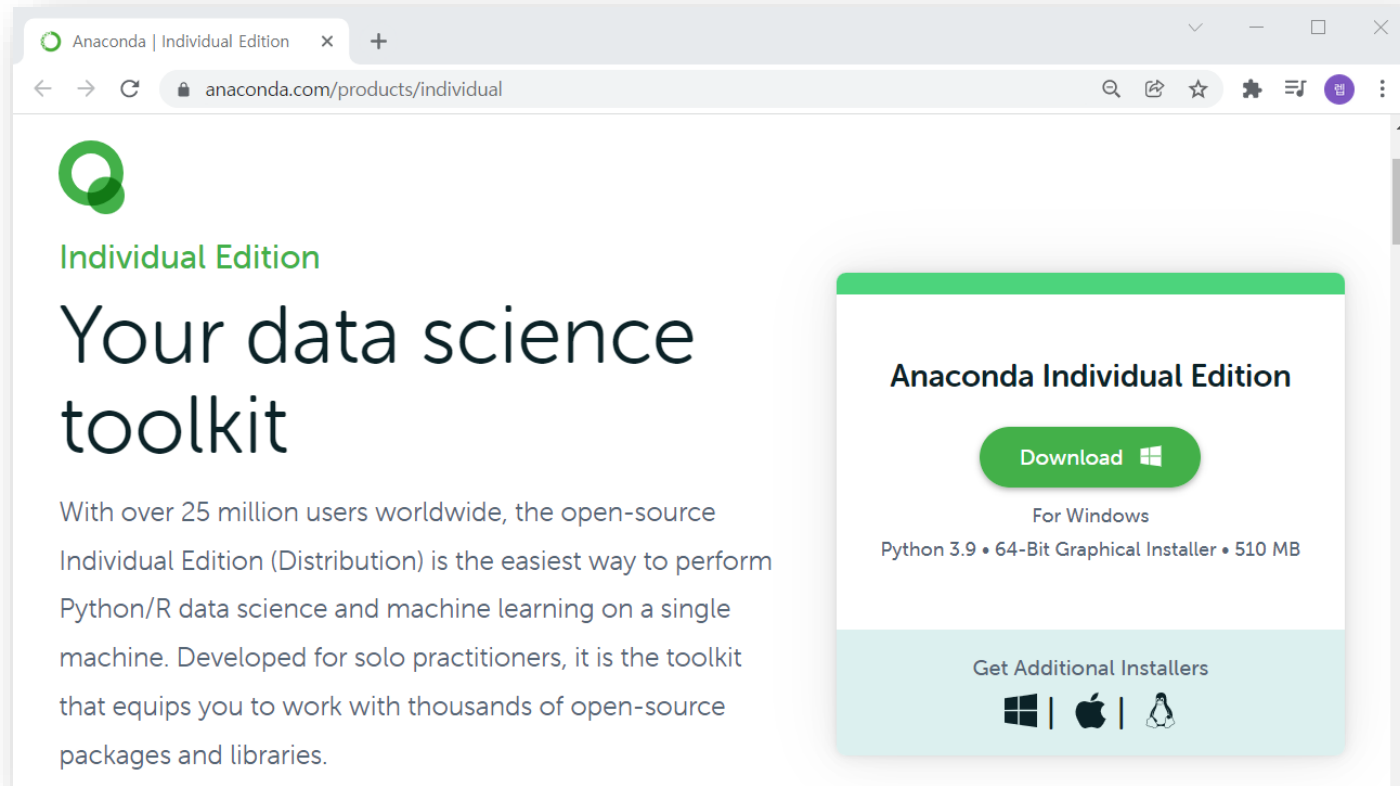 Anaconda | Individual Edition
anaconda.com/products/individual
렙
Individual Edition
Your data science
toolkit
With over 25 million users worldwide, the open-source
Individual Edition (Distribution) is the easiest way to perform
Python/R data science and machine learning on a single
machine. Developed for solo practitioners, it is the toolkit
that equips you to work with thousands of open-source
packages and libraries.
Anaconda Individual Edition
Download
For Windows
Python 3.9 • 64-Bit Graphical Installer • 510 MB
Get Additional Installers
| |